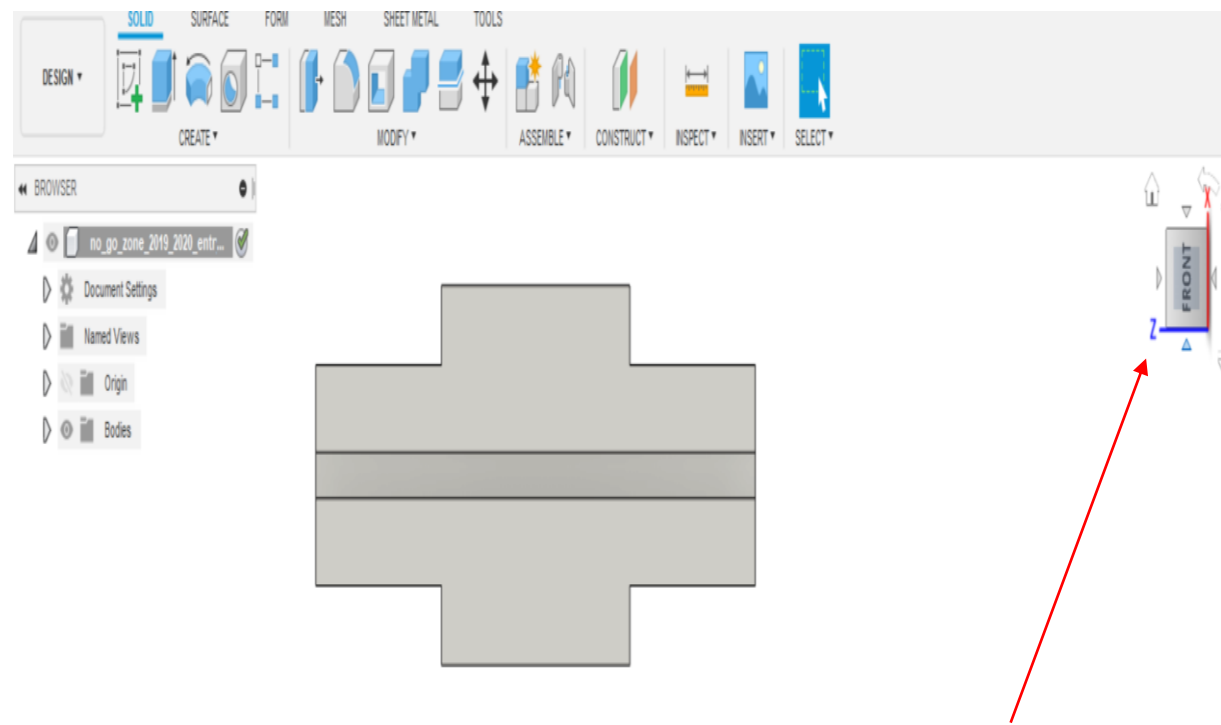 SOLID SURFACE FORM MESH SHEET METAL TOOLS
DESIGN ▾
CREATE ▾ MODIFY ▾ ASSEMBLE ▾ CONSTRUCT ▾ INSPECT ▾ INSERT ▾ SELECT ▾
BROWSER
no_go_zone_2019_2020_entr...
Document Settings
Named Views
Origin
Bodies
X
FRONT
Z